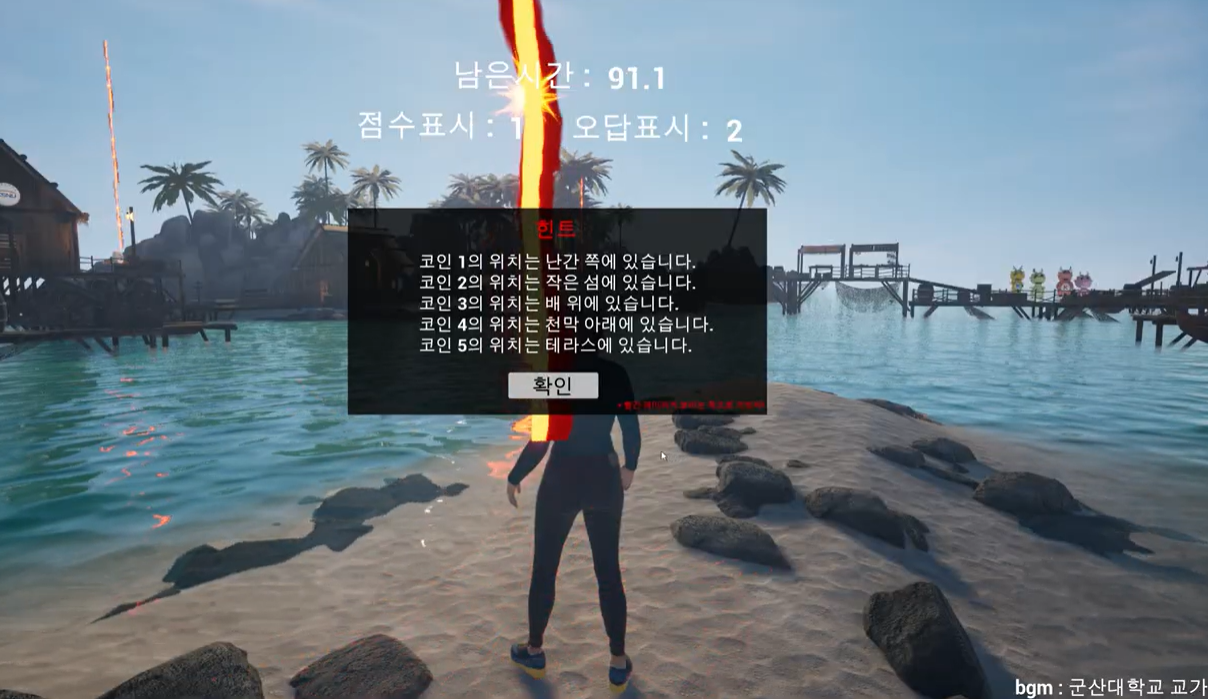 남은시간 : 91.1
점수표시 : 1 오답표시 : 2
힌트
코인 1의 위치는 난간 쪽에 있습니다.
코인 2의 위치는 작은 섬에 있습니다.
코인 3의 위치는 배 위에 있습니다.
코인 4의 위치는 천막 아래에 있습니다.
코인 5의 위치는 테라스에 있습니다.
확인
bgm : 군산대학교 교가